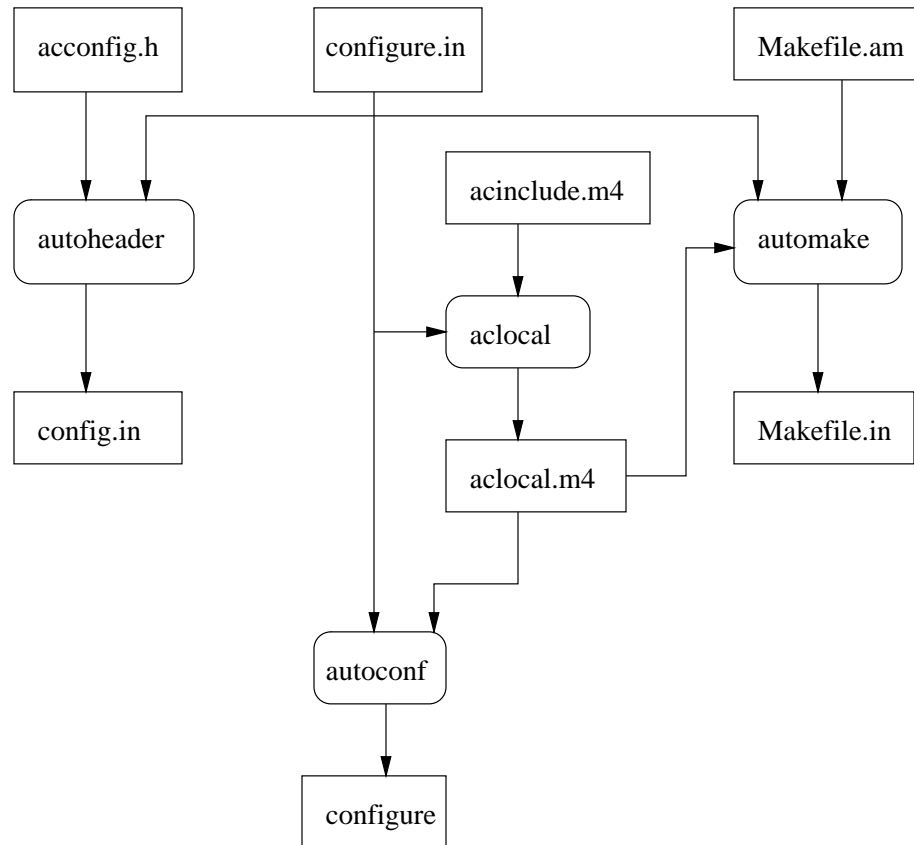 acconfig.h
configure.in
Makefile.am
acinclude.m4
autoheader
automake
aclocal
config.in
Makefile.in
aclocal.m4
autoconf
configure